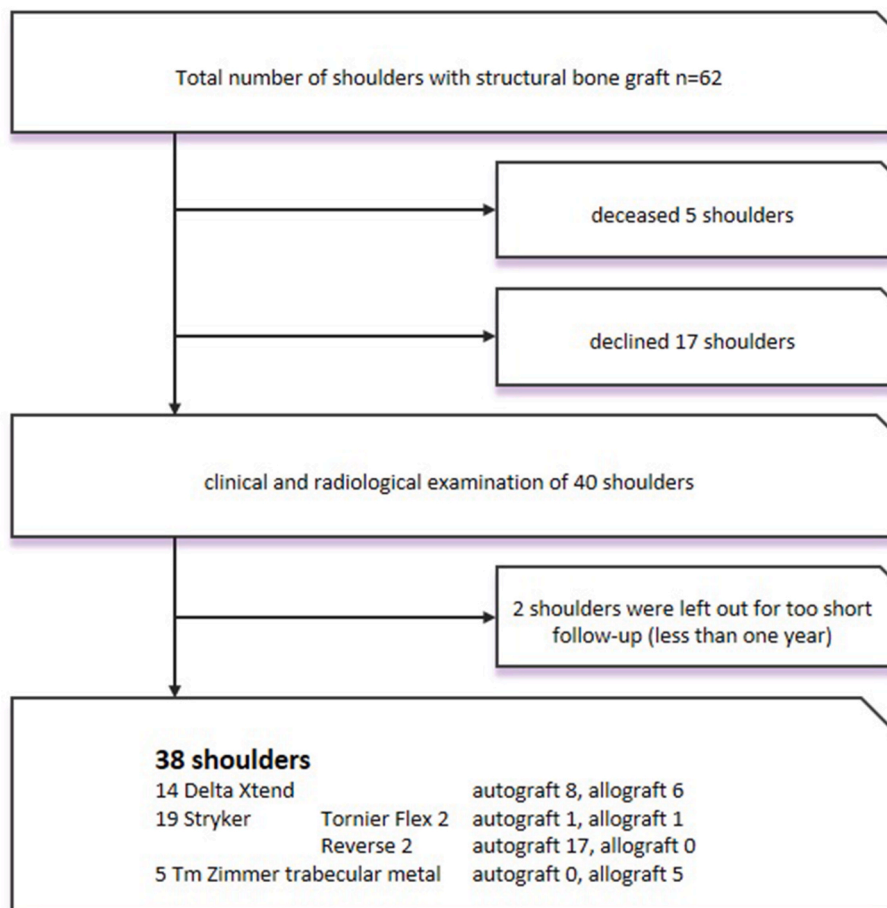 Total number of shoulders with structural bone graft n=62
deceased 5 shoulders
declined 17 shoulders
clinical and radiological examination of 40 shoulders
2 shoulders were left out for too short
follow-up (less than one year)
38 shoulders
14 Delta Xtend autograft 8, allograft 6
19 Stryker Tornier Flex 2 autograft 1, allograft 1
Reverse 2 autograft 17, allograft 0
5 Tm Zimmer trabecular metal autograft 0, allograft 5